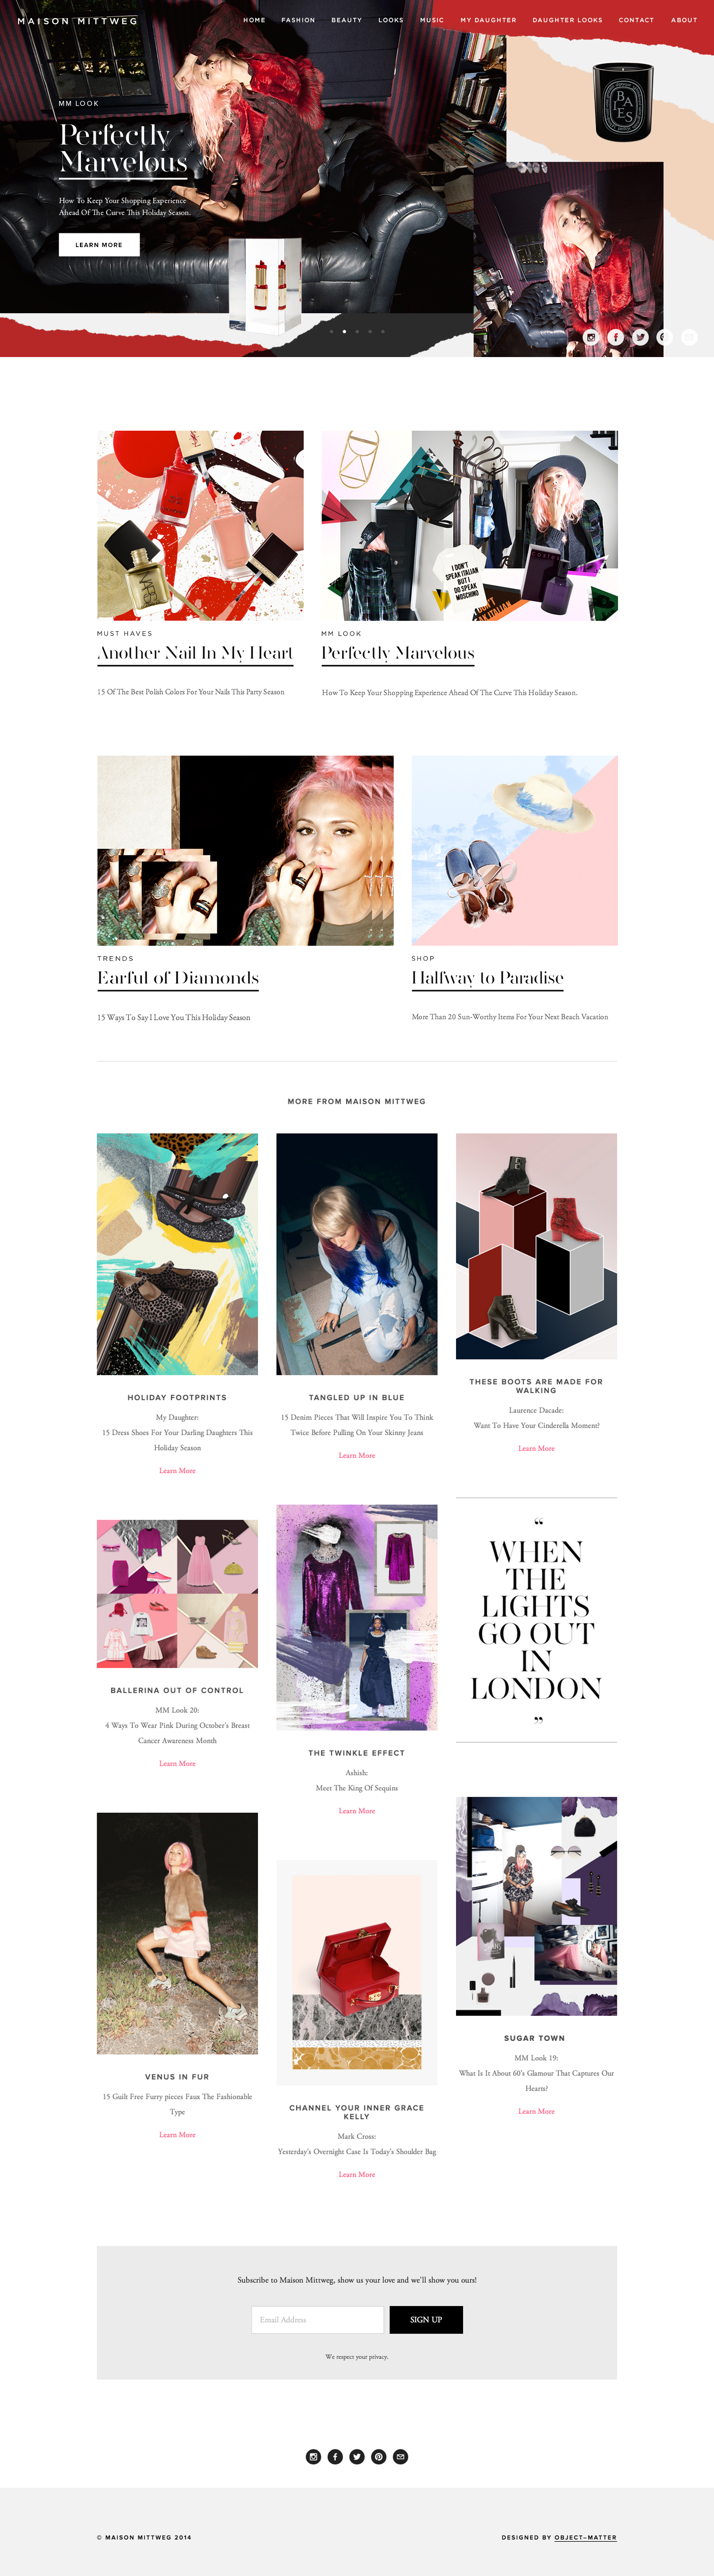 MAISON MITTWEG
HOME FASHION BEAUTY LOOKS MUSIC MY DAUGHTER DAUGHTER LOOKS CONTACT ABOUT
MM LOOK
Perfectly
Marvelous
How To Keep Your Shopping Experience
Ahead Of The Curve This Holiday Season.
LEARN MORE
BAIES
MUST HAVES
Another Nail In My Heart
15 Of The Best Polish Colors For Your Nails This Party Season
NARS
I DON'T
SPEAK ITALIAN
BUT I
DO SPEAK
MOSCHINO
MM LOOK
Perfectly Marvelous
How To Keep Your Shopping Experience Ahead Of The Curve This Holiday Season.
TRENDS
Earful of Diamonds
15 Ways To Say I Love You This Holiday Season
SHOP
Halfway to Paradise
More Than 20 Sun-Worthy Items For Your Next Beach Vacation
MORE FROM MAISON MITTWEG
HOLIDAY FOOTPRINTS
My Daughter:
15 Dress Shoes For Your Darling Daughters This
Holiday Season
Learn More
TANGLED UP IN BLUE
15 Denim Pieces That Will Inspire You To Think
Twice Before Pulling On Your Skinny Jeans
Learn More
THESE BOOTS ARE MADE FOR
WALKING
Laurence Dacade:
Want To Have Your Cinderella Moment?
Learn More
BALLERINA OUT OF CONTROL
MM Look 20:
4 Ways To Wear Pink During October's Breast
Cancer Awareness Month
Learn More
THE TWINKLE EFFECT
Ashish:
Meet The King Of Sequins
Learn More
“
WHEN
THE
LIGHTS
GO OUT
IN
LONDON
”
VENUS IN FUR
15 Guilt Free Furry pieces Faux The Fashionable
Type
Learn More
CHANNEL YOUR INNER GRACE
KELLY
Mark Cross:
Yesterday's Overnight Case Is Today's Shoulder Bag
Learn More
SUGAR TOWN
MM Look 19:
What Is It About 60's Glamour That Captures Our
Hearts?
Learn More
Subscribe to Maison Mittweg, show us your love and we'll show you ours!
Email Address
SIGN UP
We respect your privacy.
© MAISON MITTWEG 2014
DESIGNED BY OBJECT–MATTER